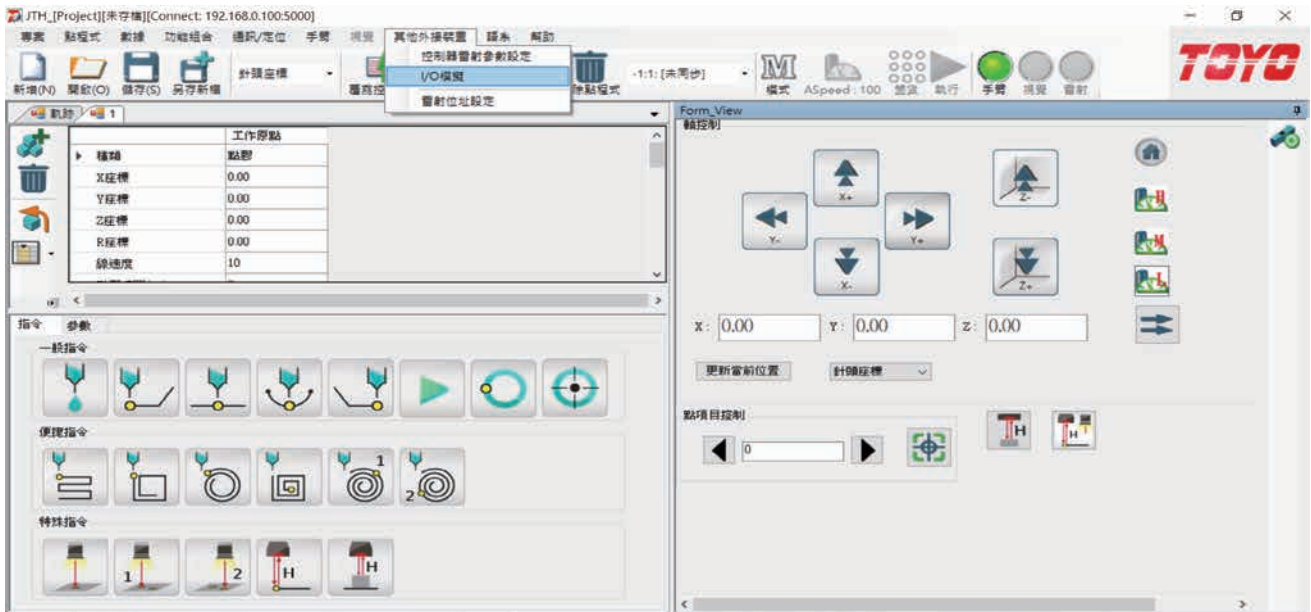 JTH_[Project][未存檔][Connect: 192.168.0.100:5000]
專案 點程式 數據 功能組合 通訊/定位 手臂 視覺 其他外接裝置 語系 幫助
控制器雷射參數設定
I/O模擬
雷射位址設定
新增(N) 開啟(O) 儲存(S) 另存新檔 針頭座標 除點程式 -1:1: [未同步] 模式 ASpeed : 100 執行 手臂 視覺 雷射
TOYO
軌跡 1
工作原點
種類 點膠
X座標 0.00
Y座標 0.00
Z座標 0.00
R座標 0.00
線速度 10
指令 參數
一般指令
便捷指令
1
2
特殊指令
1
2
H
H
Form_View
軸控制
X+
Z-
Y-
Y+
X-
Z+
H
M
L
X: 0.00 Y: 0.00 Z: 0.00
更新當前位置 針頭座標
點項目控制
0
H
H